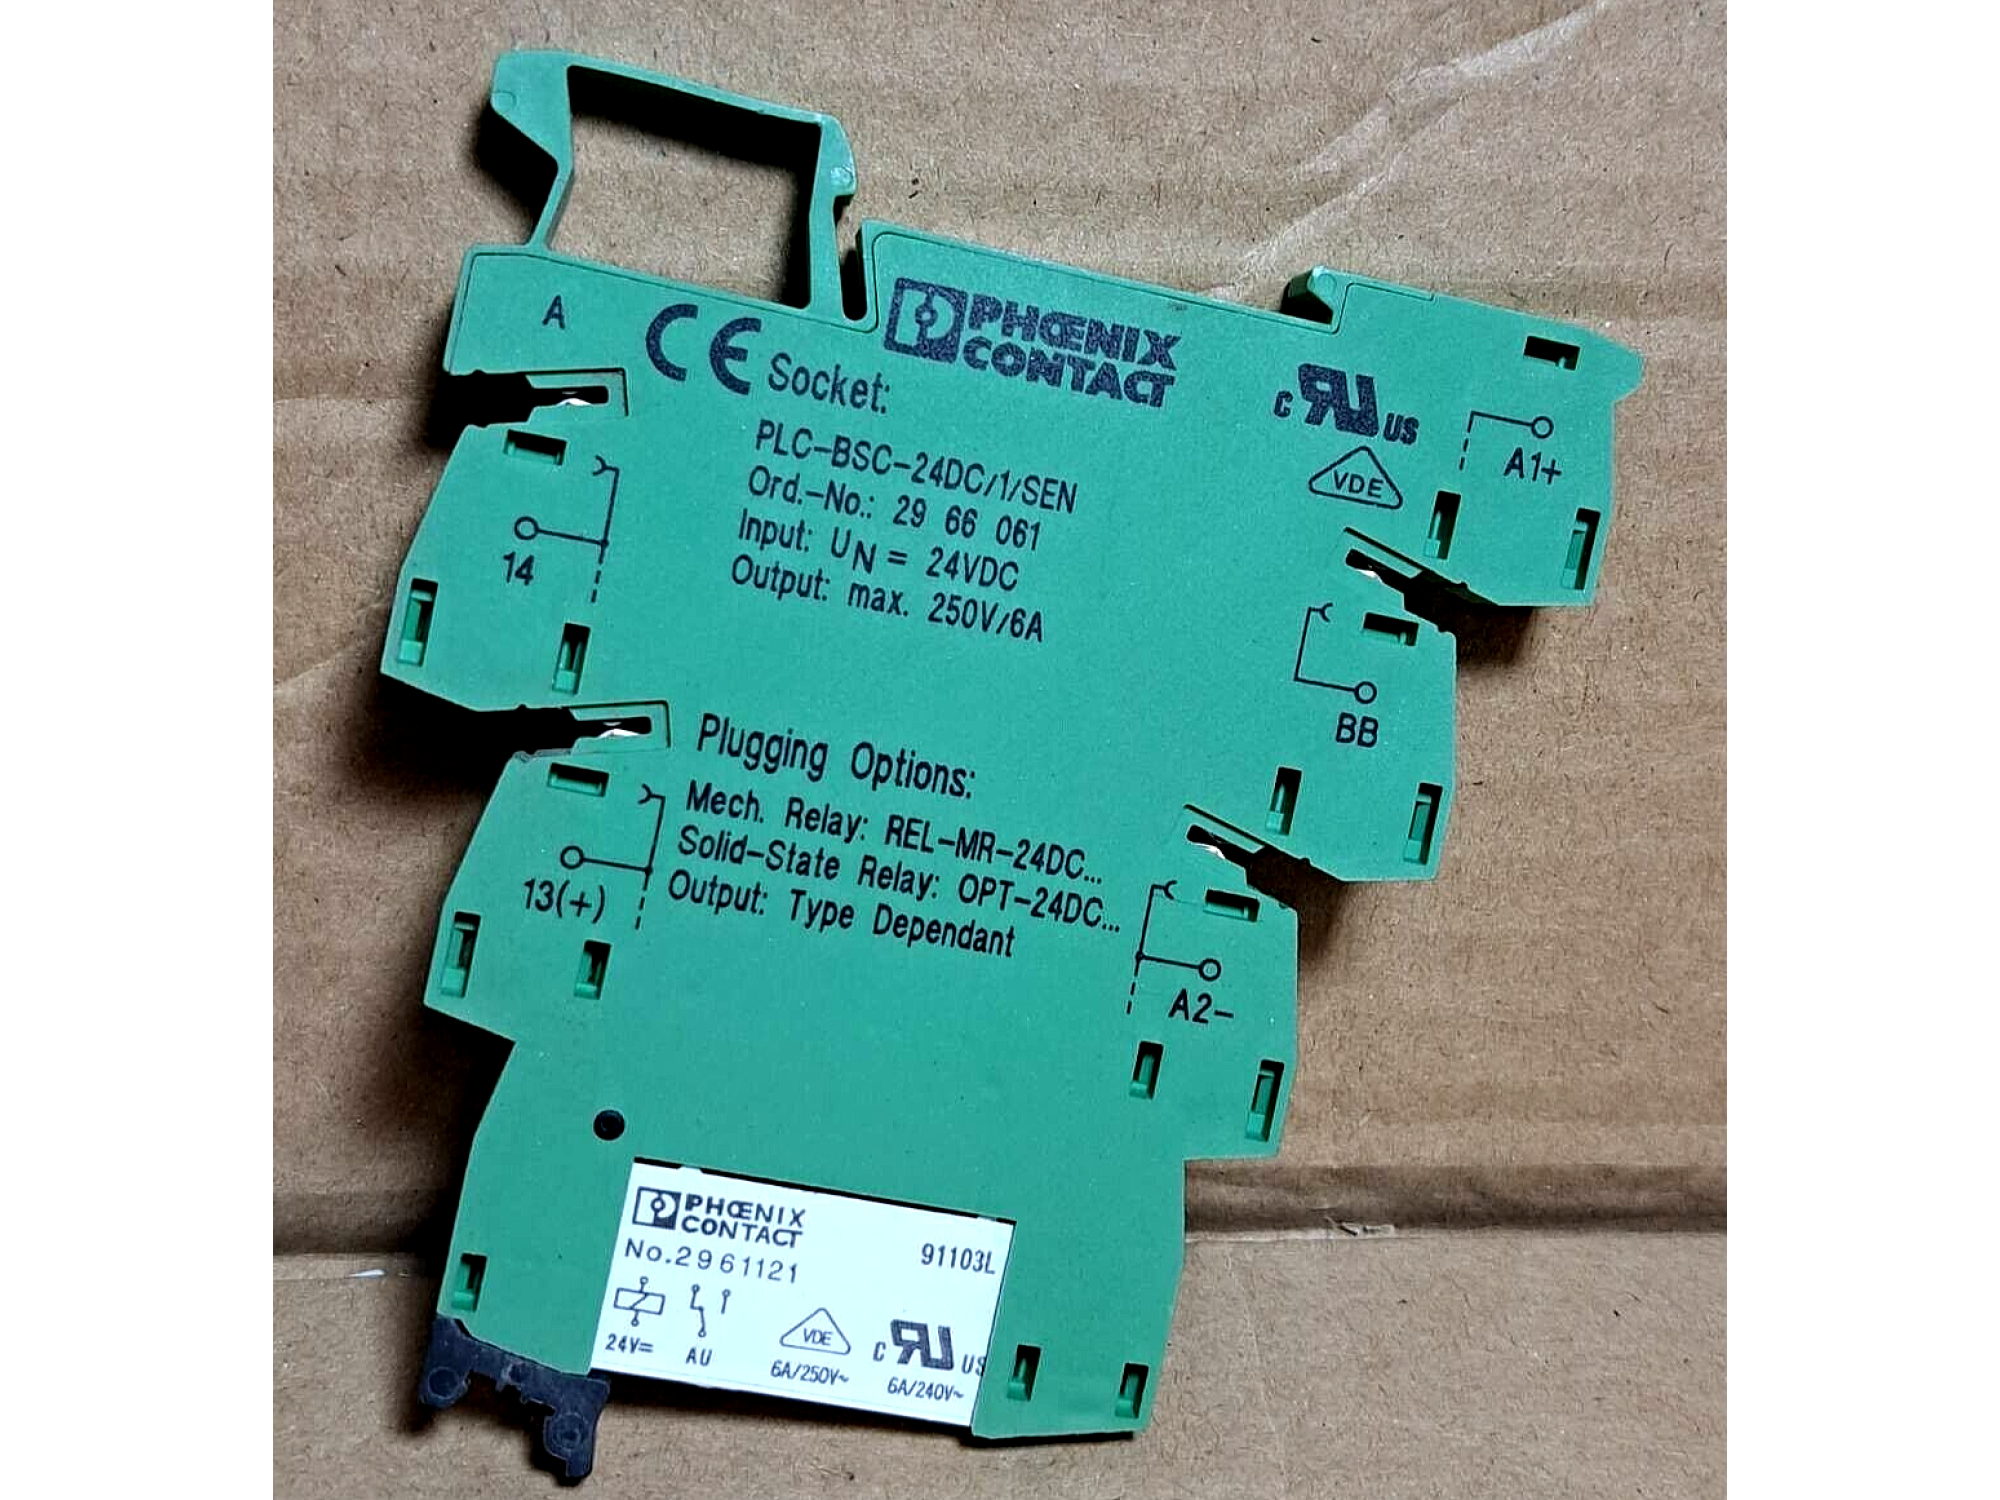 A
CE
PHŒNIX
CONTACT
c RU US
VDE
Socket:
PLC-BSC-24DC/1/SEN
Ord.-No.: 29 66 061
Input: UN = 24VDC
Output: max. 250V/6A
14
A1+
BB
Plugging Options:
Mech. Relay: REL-MR-24DC...
Solid-State Relay: OPT-24DC...
Output: Type Dependant
13(+)
A2-
PHŒNIX
CONTACT
No.2961121
91103L
24V=
AU
VDE
6A/250V~
c RU US
6A/240V~